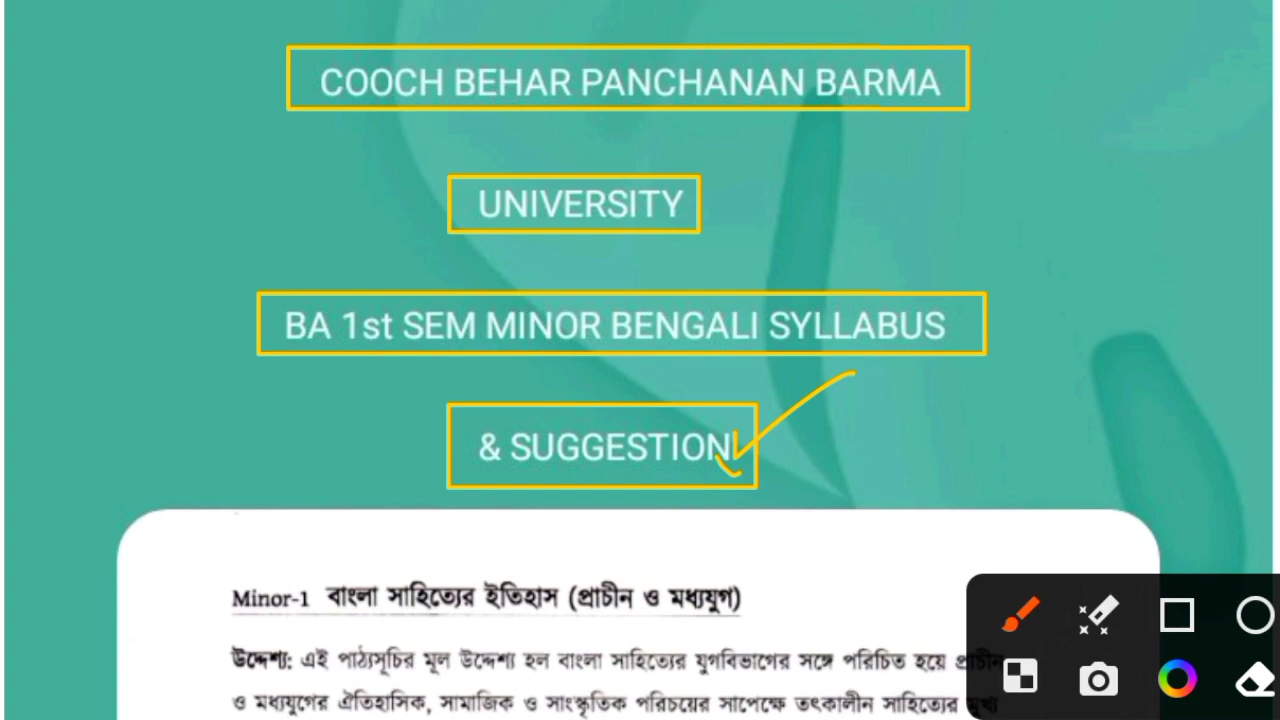 COOCH BEHAR PANCHANAN BARMA
UNIVERSITY
BA 1st SEM MINOR BENGALI SYLLABUS
& SUGGESTION
Minor-1 বাংলা সাহিত্যের ইতিহাস (প্রাচীন ও মধ্যযুগ)
উদ্দেশ্য: এই পাঠ্যসূচির মূল উদ্দেশ্য হল বাংলা সাহিত্যের যুগবিভাগের সঙ্গে পরিচিত হয়ে প্রাচীন
ও মধ্যযুগের ঐতিহাসিক, সামাজিক ও সাংস্কৃতিক পরিচয়ের সাপেক্ষে তৎকালীন সাহিত্যের মুখ্য